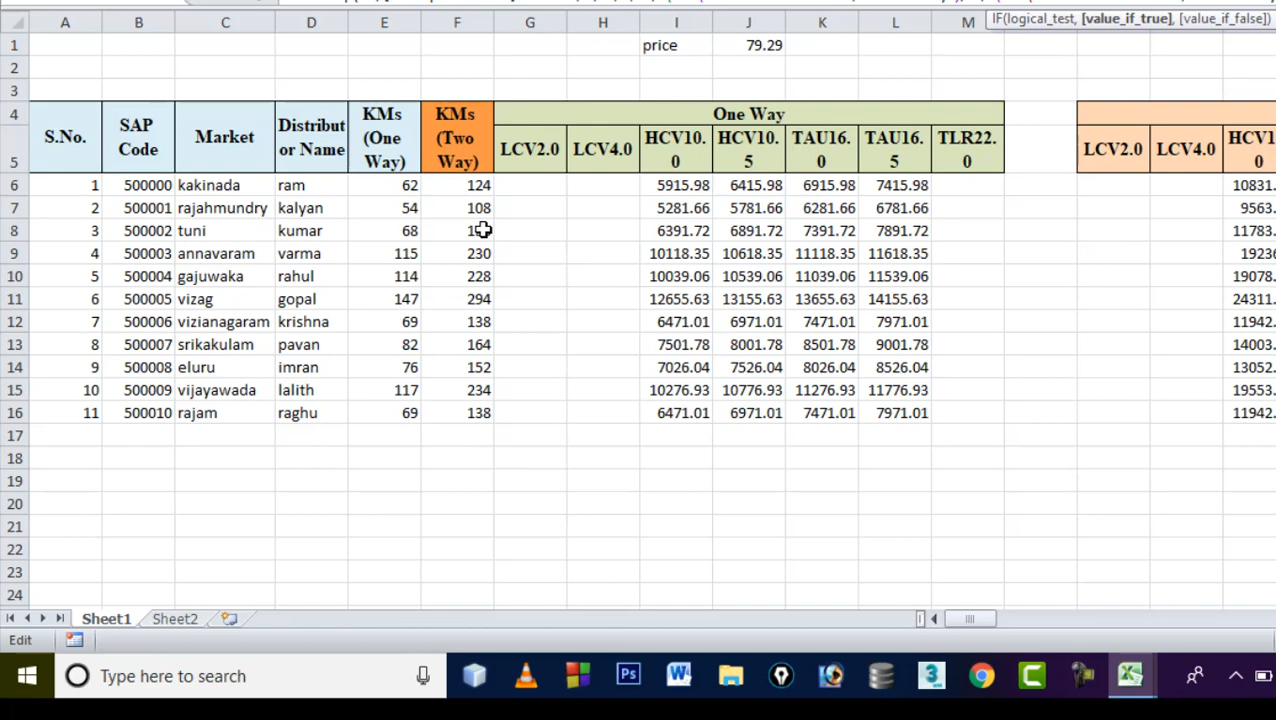 IF(logical_test, [value_if_true], [value_if_false])
A B C D E F G H I J K L M
1 price 79.29
2
3
4 KMs KMs One Way
S.No. SAP Code Market Distribut or Name (One Way) (Two Way)
5 LCV2.0 LCV4.0 HCV10.0 HCV10.5 TAU16.0 TAU16.5 TLR22.0 LCV2.0 LCV4.0
6 1 500000 kakinada ram 62 124 5915.98 6415.98 6915.98 7415.98 10831.
7 2 500001 rajahmundry kalyan 54 108 5281.66 5781.66 6281.66 6781.66 9563.
8 3 500002 tuni kumar 68 6391.72 6891.72 7391.72 7891.72 11783.
9 4 500003 annavaram varma 115 230 10118.35 10618.35 11118.35 11618.35 19236
10 5 500004 gajuwaka rahul 114 228 10039.06 10539.06 11039.06 11539.06 19078.
11 6 500005 vizag gopal 147 294 12655.63 13155.63 13655.63 14155.63 24311.
12 7 500006 vizianagaram krishna 69 138 6471.01 6971.01 7471.01 7971.01 11942.
13 8 500007 srikakulam pavan 82 164 7501.78 8001.78 8501.78 9001.78 14003.
14 9 500008 eluru imran 76 152 7026.04 7526.04 8026.04 8526.04 13052.
15 10 500009 vijayawada lalith 117 234 10276.93 10776.93 11276.93 11776.93 19553.
16 11 500010 rajam raghu 69 138 6471.01 6971.01 7471.01 7971.01 11942.
17
18
19
20
21
22
23
24
Sheet1 Sheet2
Edit
Type here to search
Ps W 3